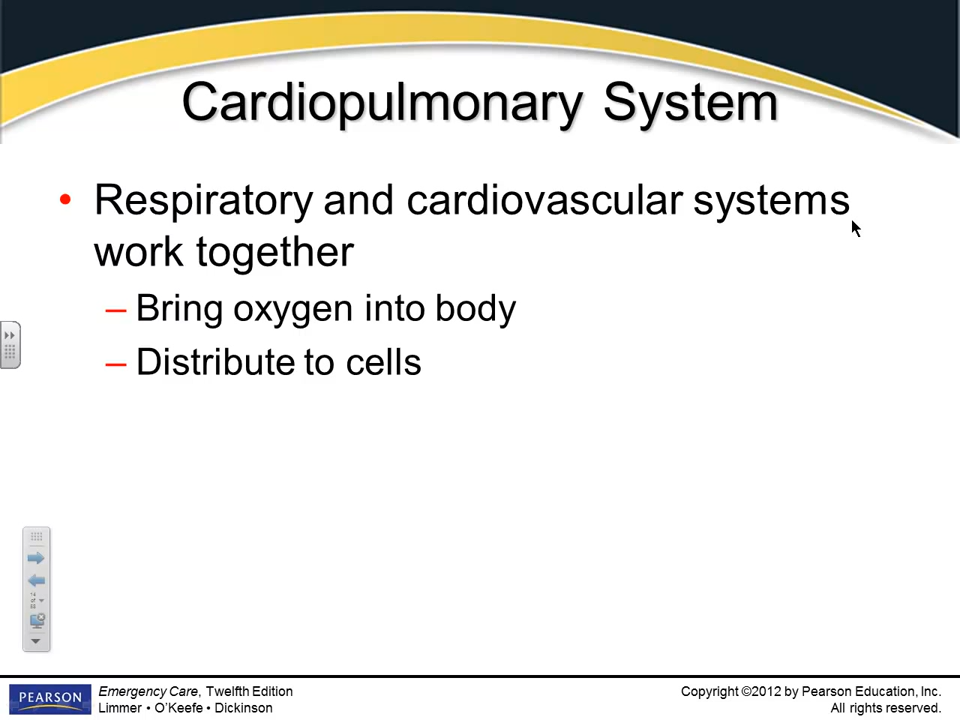 Cardiopulmonary System
• Respiratory and cardiovascular systems
work together
– Bring oxygen into body
– Distribute to cells
PEARSON
Emergency Care, Twelfth Edition
Limmer • O'Keefe • Dickinson
Copyright ©2012 by Pearson Education, Inc.
All rights reserved.